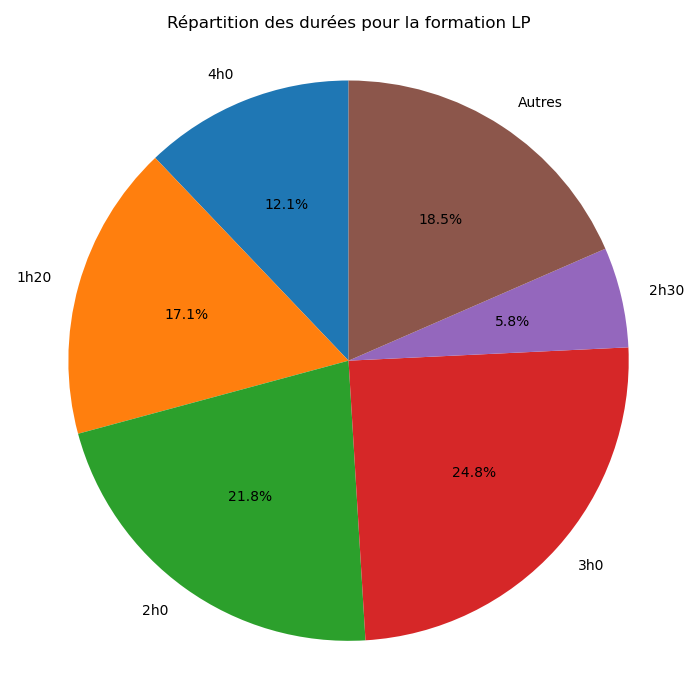 Répartition des durées pour la formation LP
4h0
Autres
12.1%
18.5%
1h20
2h30
17.1%
5.8%
24.8%
21.8%
3h0
2h0